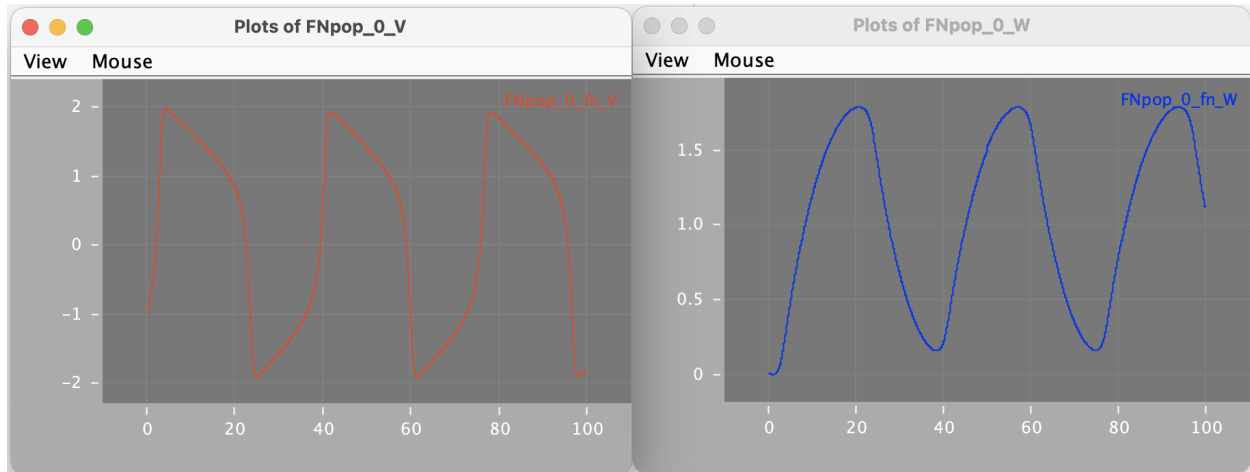 Plots of FNpop_0_V
View Mouse
FNpop_0_fn_V
2
1
0
-1
-2
0 20 40 60 80 100
Plots of FNpop_0_W
View Mouse
FNpop_0_fn_W
1.5
1.0
0.5
0
0 20 40 60 80 100